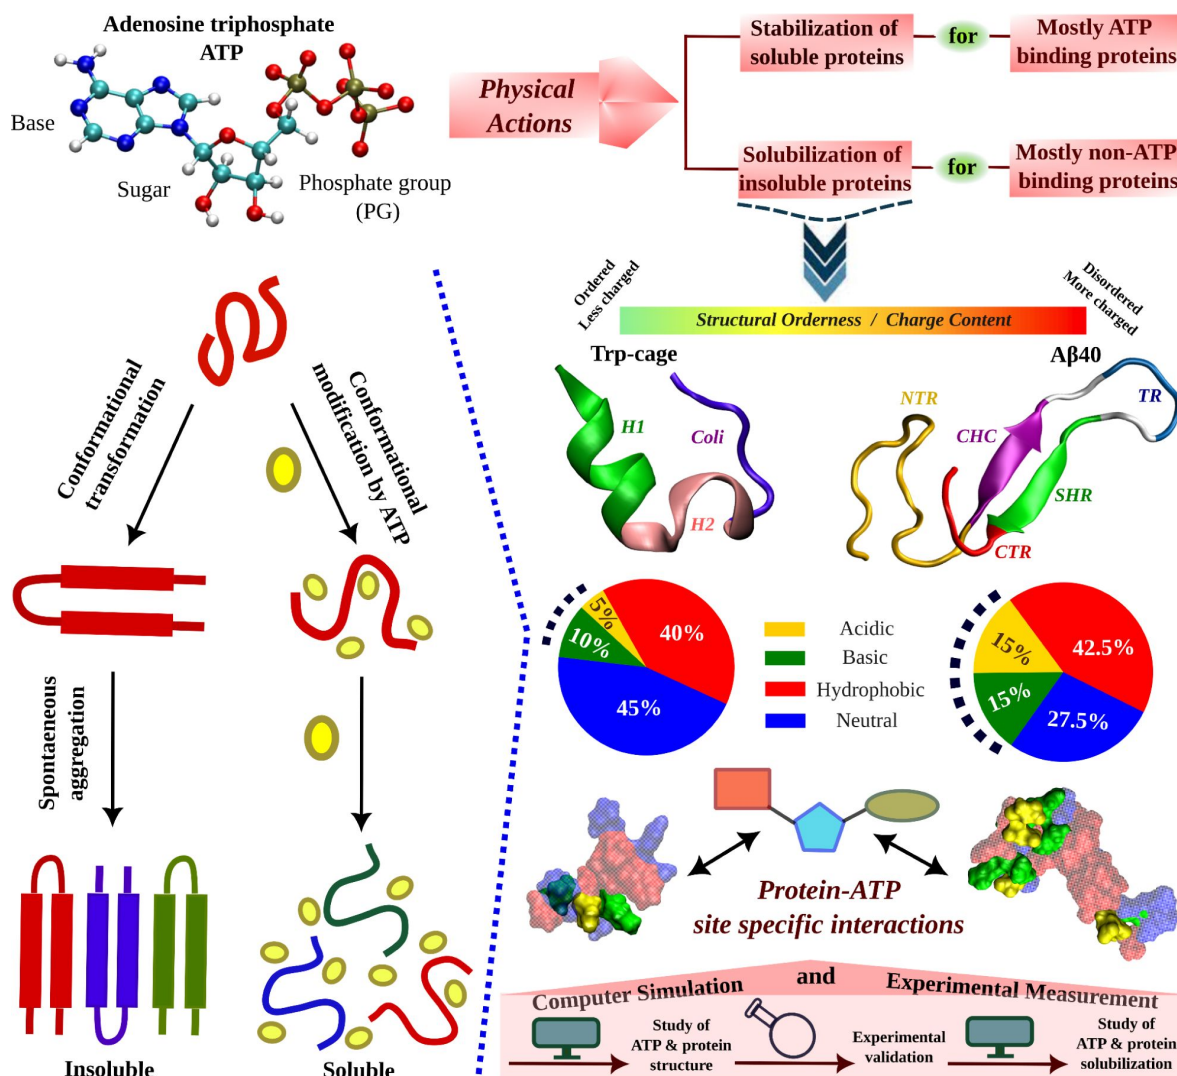 Adenosine triphosphate
ATP
Base
Sugar
Phosphate group
(PG)
Physical
Actions
Stabilization of
soluble proteins
for
Mostly ATP
binding proteins
Solubilization of
insoluble proteins
for
Mostly non-ATP
binding proteins
Conformational
transformation
Conformational
modification by ATP
Spontaeneous
aggregation
Insoluble
Soluble
Ordered
Less charged
Structural Orderness / Charge Content
Disordered
More charged
Trp-cage
H1
Coli
H2
Aβ40
NTR
CHC
TR
SHR
CTR
5%
10%
40%
45%
Acidic
Basic
Hydrophobic
Neutral
15%
42.5%
15%
27.5%
Protein-ATP
site specific interactions
Computer Simulation and Experimental Measurement
Study of
ATP & protein
structure
Experimental
validation
Study of
ATP & protein
solubilization